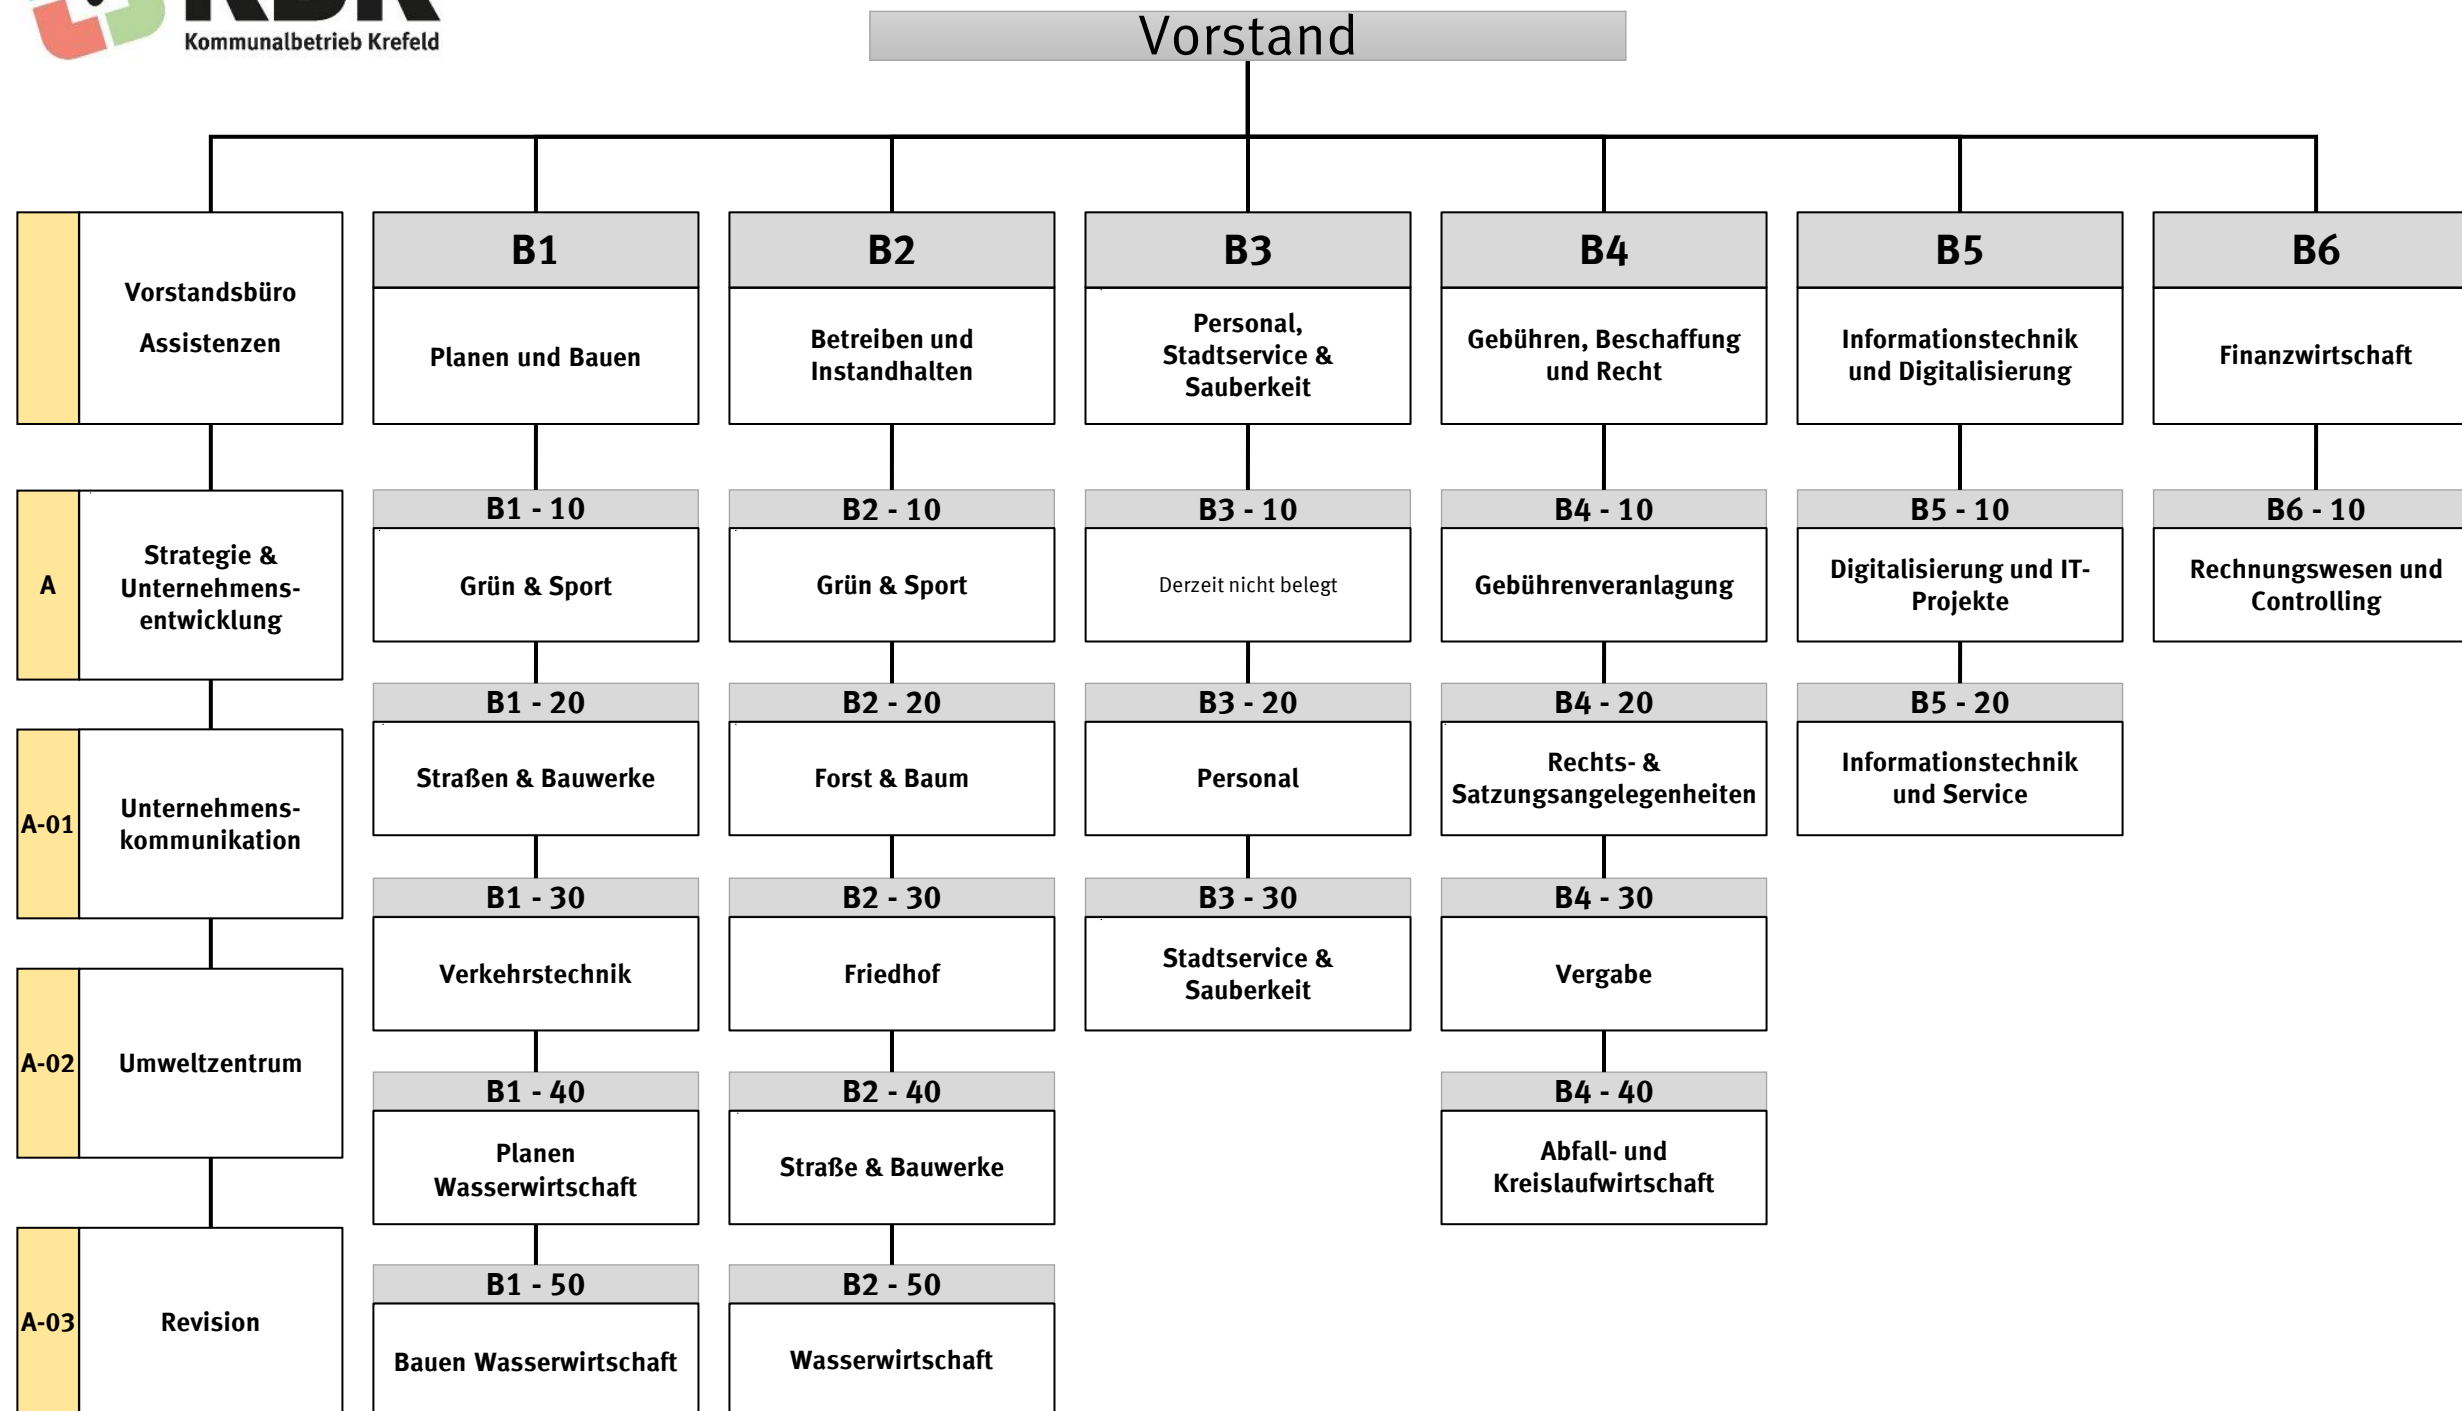 KBK
Kommunalbetrieb Krefeld
Vorstand
Vorstandsbüro
Assistenzen
B1
Planen und Bauen
B2
Betreiben und
Instandhalten
B3
Personal,
Stadtservice &
Sauberkeit
B4
Gebühren, Beschaffung
und Recht
B5
Informationstechnik
und Digitalisierung
B6
Finanzwirtschaft
A
Strategie &
Unternehmens-
entwicklung
B1 - 10
Grün & Sport
B2 - 10
Grün & Sport
B3 - 10
Derzeit nicht belegt
B4 - 10
Gebührenveranlagung
B5 - 10
Digitalisierung und IT-
Projekte
B6 - 10
Rechnungswesen und
Controlling
A-01
Unternehmens-
kommunikation
B1 - 20
Straßen & Bauwerke
B2 - 20
Forst & Baum
B3 - 20
Personal
B4 - 20
Rechts- &
Satzungsangelegenheiten
B5 - 20
Informationstechnik
und Service
A-02
Umweltzentrum
B1 - 30
Verkehrstechnik
B2 - 30
Friedhof
B3 - 30
Stadtservice &
Sauberkeit
B4 - 30
Vergabe
B1 - 40
Planen
Wasserwirtschaft
B2 - 40
Straße & Bauwerke
B4 - 40
Abfall- und
Kreislaufwirtschaft
A-03
Revision
B1 - 50
Bauen Wasserwirtschaft
B2 - 50
Wasserwirtschaft